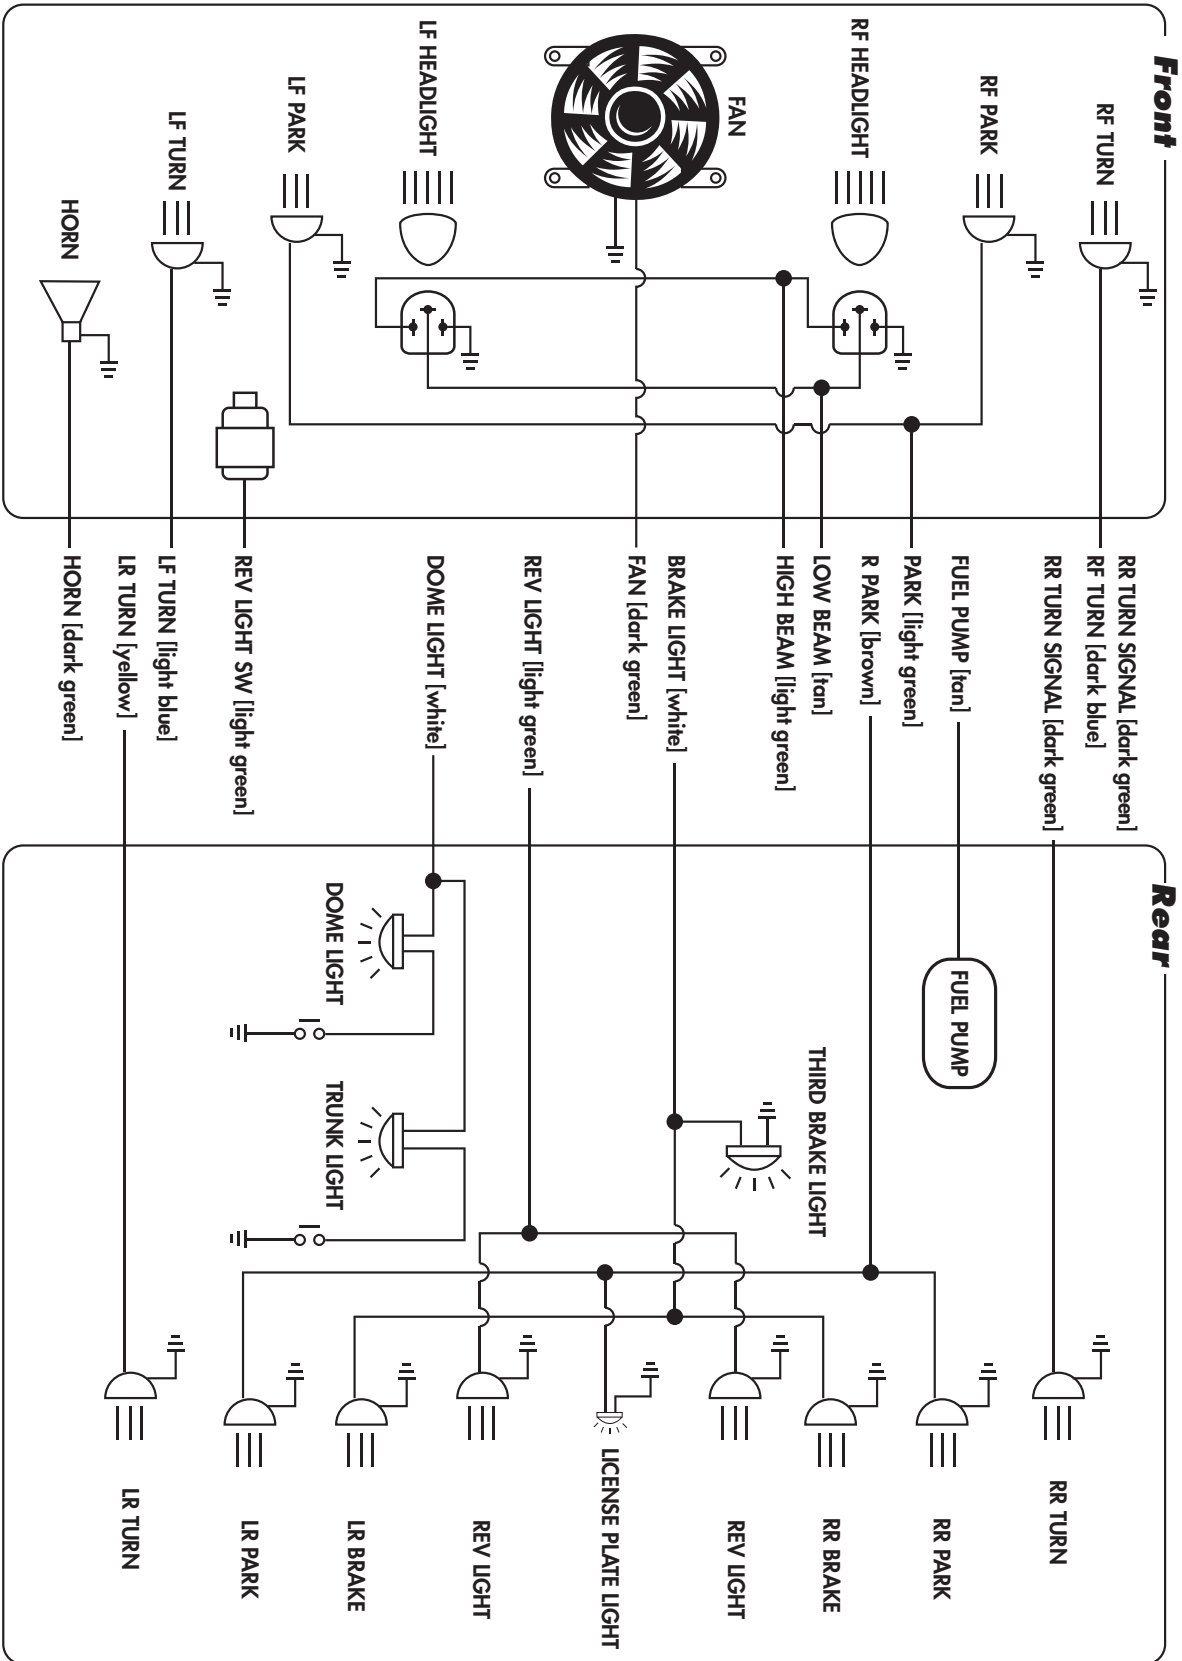 Front
RF TURN
RF PARK
RF HEADLIGHT
FAN
LF HEADLIGHT
LF PARK
LF TURN
HORN
RR TURN SIGNAL [dark green]
RF TURN [dark blue]
RR TURN SIGNAL [dark green]
FUEL PUMP [tan]
PARK [light green]
R PARK [brown]
LOW BEAM [tan]
HIGH BEAM [light green]
BRAKE LIGHT [white]
FAN [dark green]
REV LIGHT [light green]
DOME LIGHT [white]
REV LIGHT SW [light green]
LF TURN [light blue]
LR TURN [yellow]
HORN [dark green]
Rear
FUEL PUMP
THIRD BRAKE LIGHT
DOME LIGHT
TRUNK LIGHT
RR TURN
RR PARK
RR BRAKE
REV LIGHT
LICENSE PLATE LIGHT
REV LIGHT
LR BRAKE
LR PARK
LR TURN